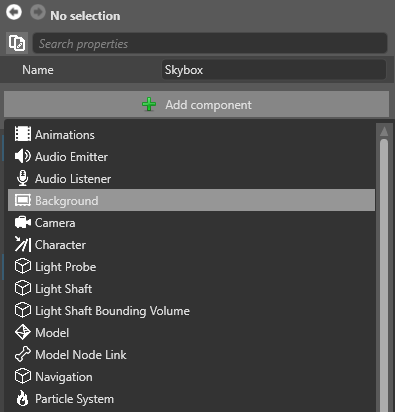 No selection
Search properties
Name Skybox
Add component
Animations
Audio Emitter
Audio Listener
Background
Camera
Character
Light Probe
Light Shaft
Light Shaft Bounding Volume
Model
Model Node Link
Navigation
Particle System